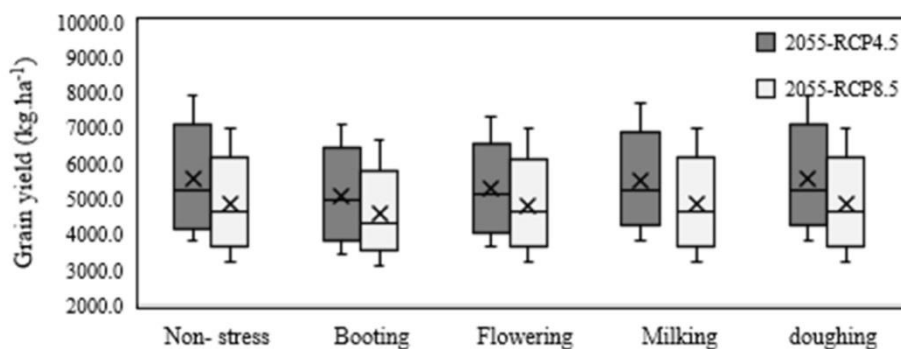 10000.0
9000.0
8000.0
7000.0
6000.0
5000.0
4000.0
3000.0
2000.0
Grain yield (kg.ha⁻¹)
2055-RCP4.5
2055-RCP8.5
Non- stress Booting Flowering Milking doughing